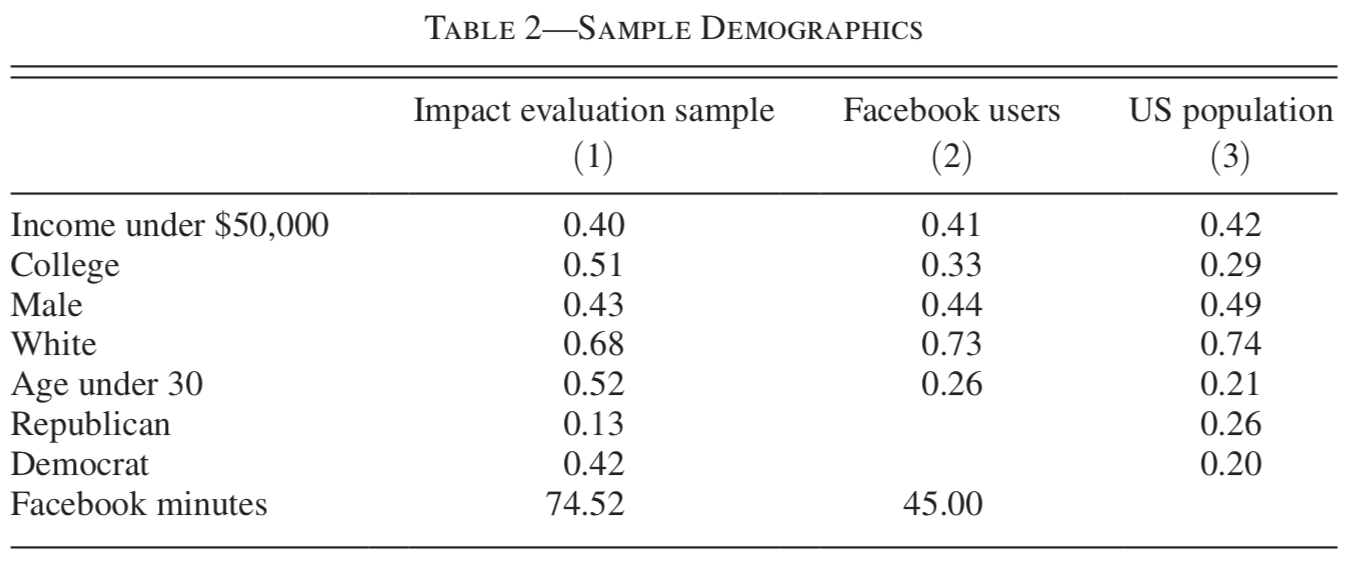 TABLE 2—SAMPLE DEMOGRAPHICS
Impact evaluation sample Facebook users US population
(1) (2) (3)
Income under $50,000 0.40 0.41 0.42
College 0.51 0.33 0.29
Male 0.43 0.44 0.49
White 0.68 0.73 0.74
Age under 30 0.52 0.26 0.21
Republican 0.13 0.26
Democrat 0.42 0.20
Facebook minutes 74.52 45.00